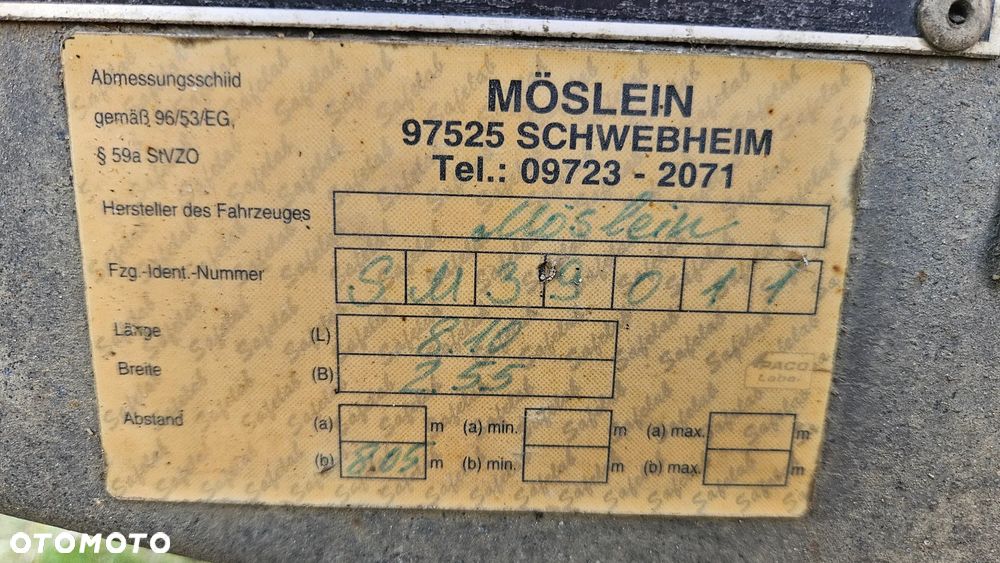 Abmessungsschild
gemäß 96/53/EG,
§ 59a StVZO
MÖSLEIN
97525 SCHWEBHEIM
Tel.: 09723 - 2071
Hersteller des Fahrzeuges Möslein
Fzg.-Ident.-Nummer S M 3 9 0 1 1
Länge (L) 8.10
Breite (B) 2.55
Abstand (a) m (a) min. m (a) max. m
(b) 8.05 m (b) min. m (b) max. m
OTOMOTO